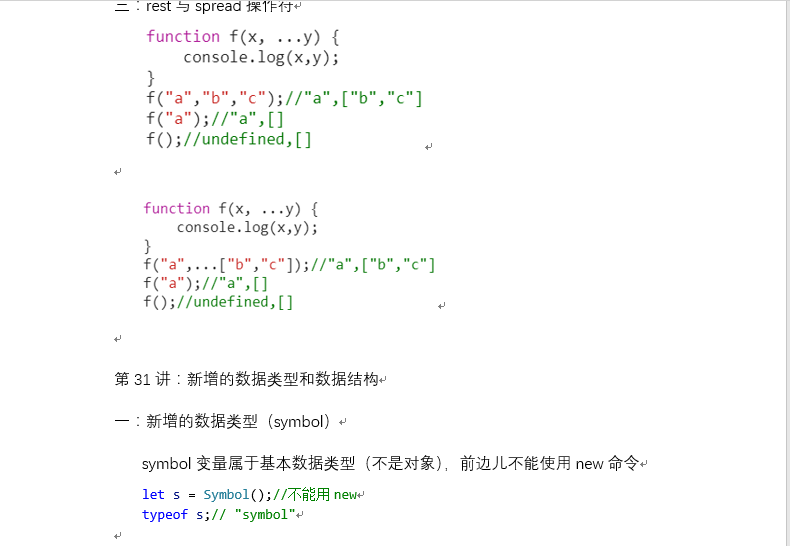 三：rest 与 spread 操作符
function f(x, ...y) {
    console.log(x,y);
}
f("a","b","c");//"a",["b","c"]
f("a");//"a",[]
f();//undefined,[]
function f(x, ...y) {
    console.log(x,y);
}
f("a",...["b","c"]);//"a",["b","c"]
f("a");//"a",[]
f();//undefined,[]
第 31 讲：新增的数据类型和数据结构
一：新增的数据类型（symbol）
symbol 变量属于基本数据类型（不是对象），前边儿不能使用 new 命令
let s = Symbol();//不能用 new
typeof s;// "symbol"